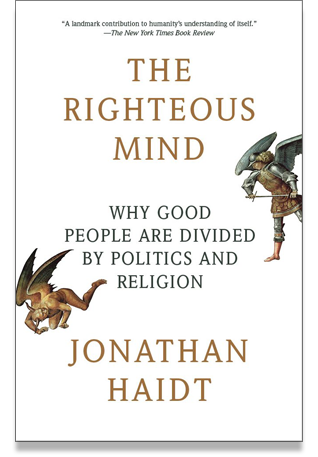 “A landmark contribution to humanity’s understanding of itself.”
—The New York Times Book Review
THE
RIGHTEOUS
MIND
WHY GOOD
PEOPLE ARE DIVIDED
BY POLITICS AND
RELIGION
JONATHAN
HAIDT